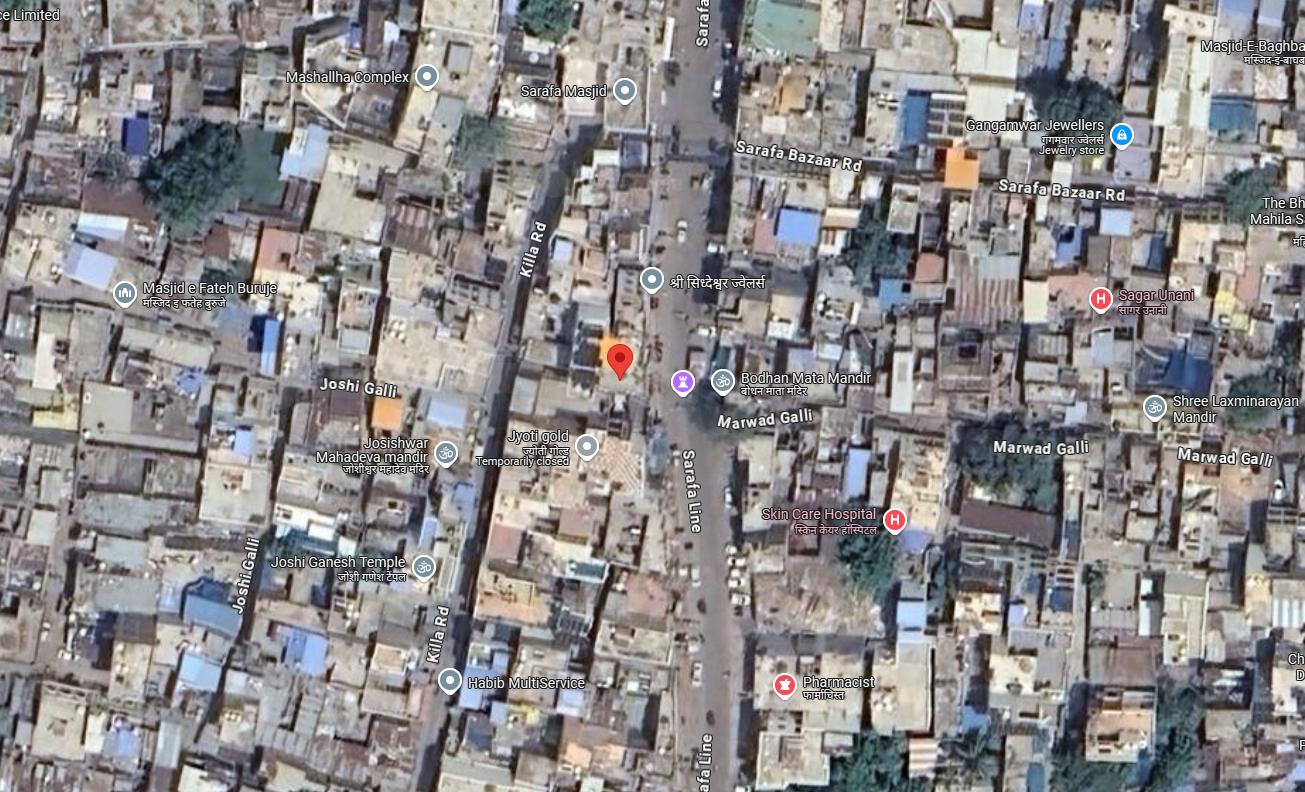 ce Limited
Sarafa
Masjid-E-Baghba
मस्जिद-इ-बाघब
Mashallha Complex
Sarafa Masjid
Gangamwar Jewellers
गंगमवार ज्वेलर्स
Jewelry store
Sarafa Bazaar Rd
Sarafa Bazaar Rd
The Bh
Mahila S
Killa Rd
Masjid e Fateh Buruje
मस्जिद इ फतेह बुरुजे
श्री सिध्देश्वर ज्वेलर्स
Sagar Unani
सागर उनानी
Joshi Galli
Bodhan Mata Mandir
बोधन माता मंदिर
Marwad Galli
Shree Laxminarayan
Mandir
Josishwar
Mahadeva mandir
जोशीश्वर महादेव मंदिर
Jyoti gold
ज्योती गोल्ड
Temporarily closed
Marwad Galli
Marwad Galli
Sarafa Line
Skin Care Hospital
स्किन केयर हॉस्पिटल
Joshi Galli
Joshi Ganesh Temple
जोशी गणेश टेंपल
Killa Rd
Habib MultiService
Pharmacist
फार्मासिस्ट
Ch
D
afa Line